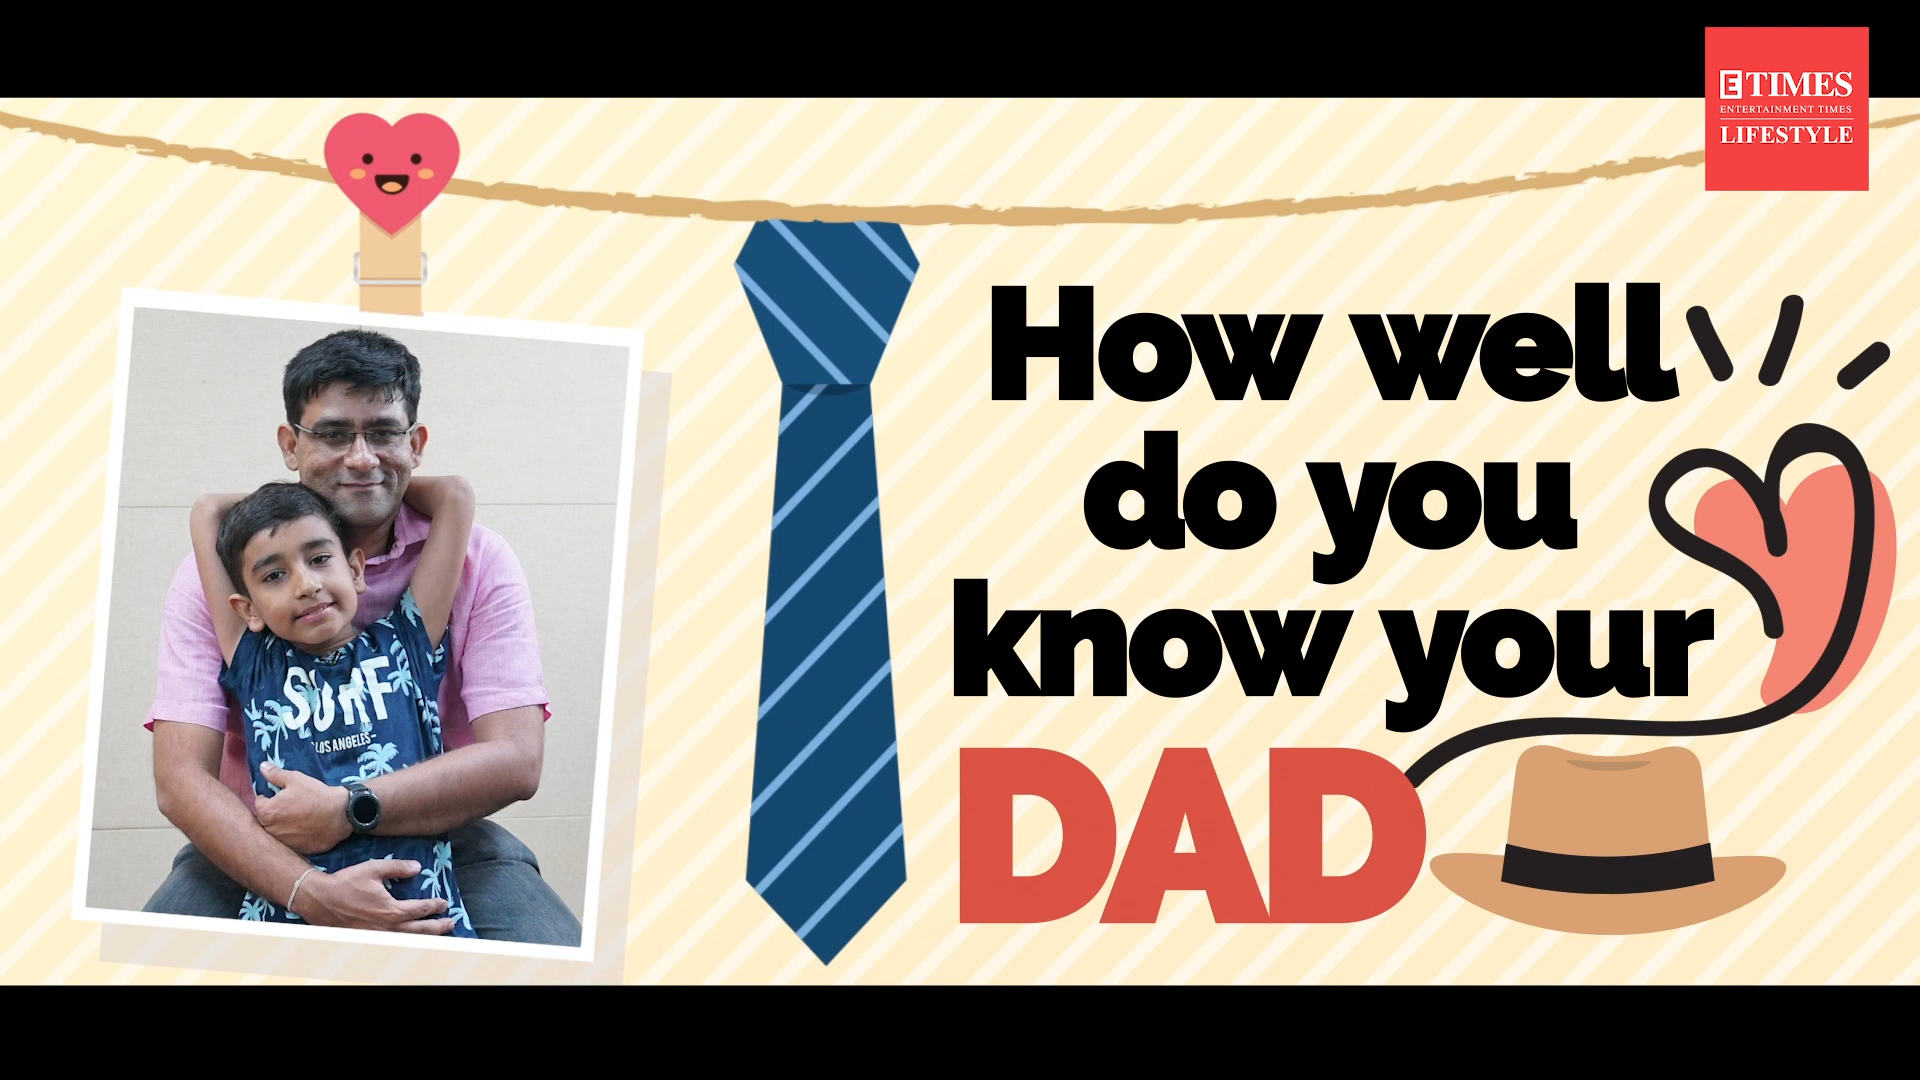 ETIMES
ENTERTAINMENT TIMES
LIFESTYLE
How well
do you
know your
DAD
SURF
LOS ANGELES-